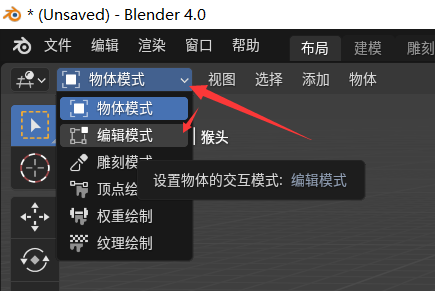 * (Unsaved) - Blender 4.0
文件 编辑 渲染 窗口 帮助 布局 建模 雕刻
物体模式 视图 选择 添加 物体
物体模式
编辑模式
| 猴头
雕刻模式
设置物体的交互模式: 编辑模式
顶点绘
权重绘制
纹理绘制